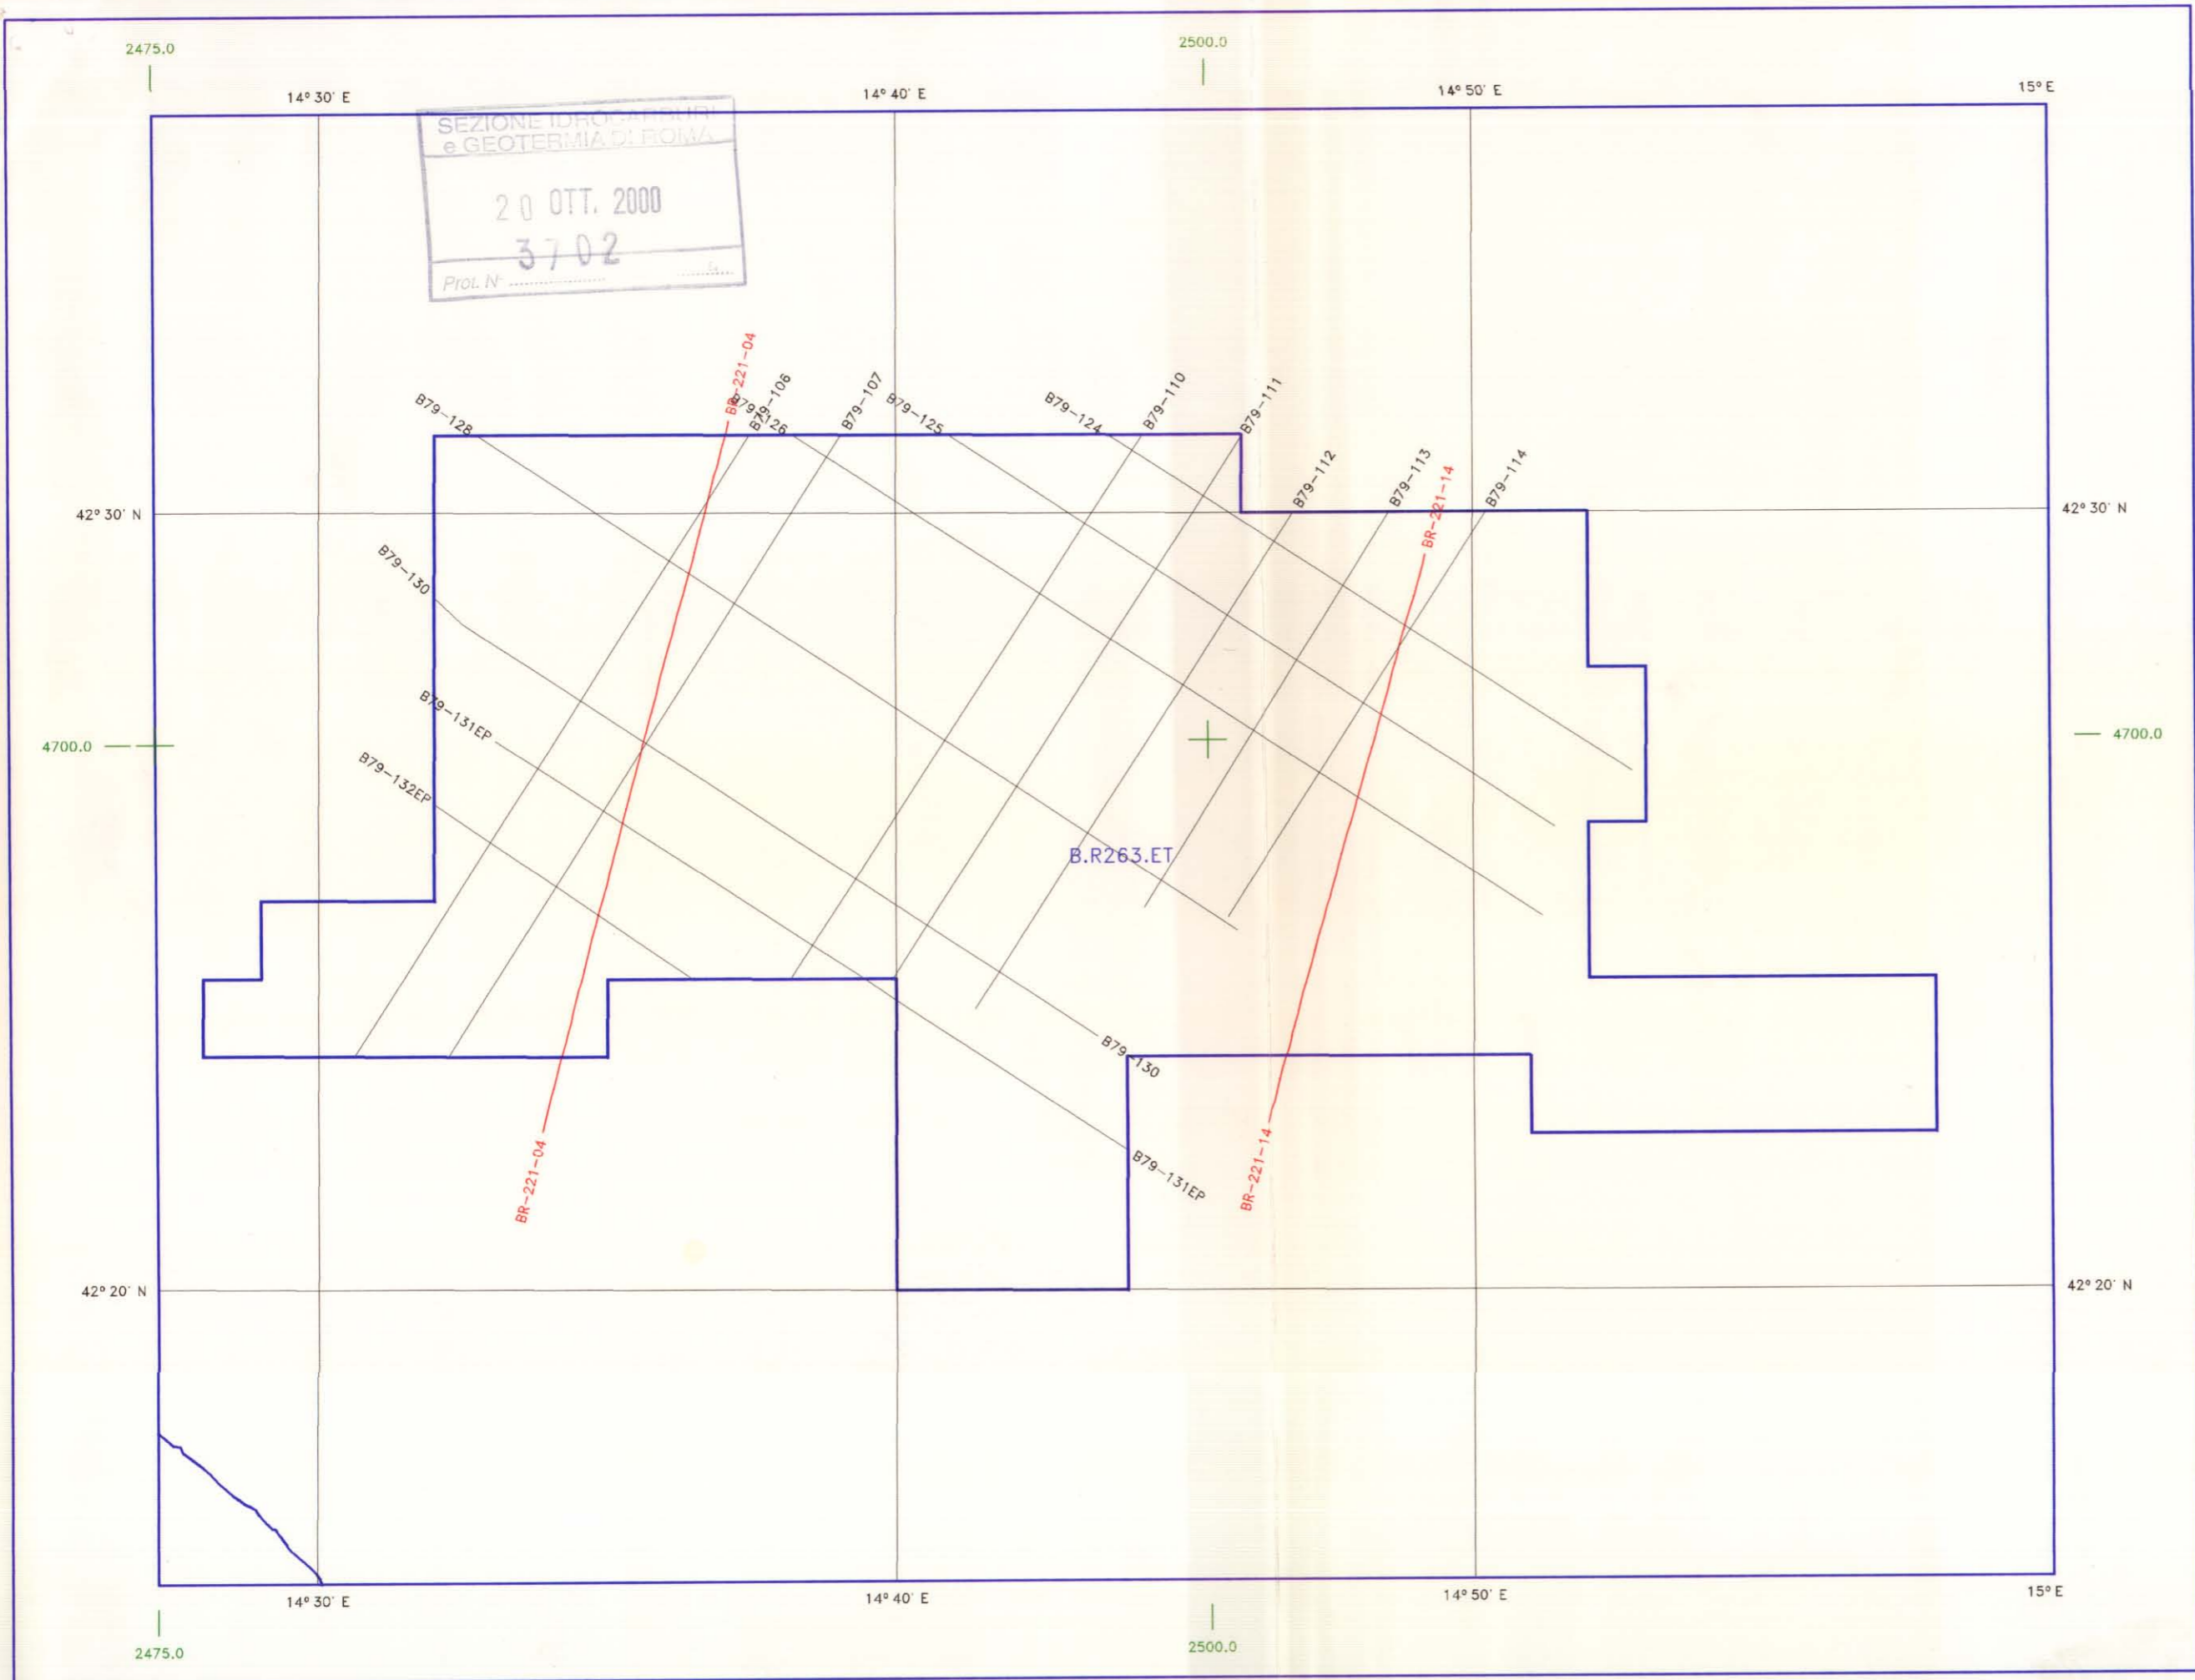 2475.0
2500.0
14° 30' E
14° 40' E
14° 50' E
15° E
SEZIONE IDROCARBURI
e GEOTERMIA DI ROMA
20 OTT. 2000
3702
Prot. N
BR-221-04
B79-128
B79-126
B79-106
B79-107
B79-125
B79-124
B79-110
B79-111
B79-112
B79-113
BR-221-14
B79-114
42° 30' N
42° 30' N
B79-130
B79-131EP
4700.0
4700.0
B79-132EP
B.R263.ET
B79-130
B79-131EP
BR-221-04
BR-221-14
42° 20' N
42° 20' N
14° 30' E
14° 40' E
14° 50' E
15° E
2475.0
2500.0